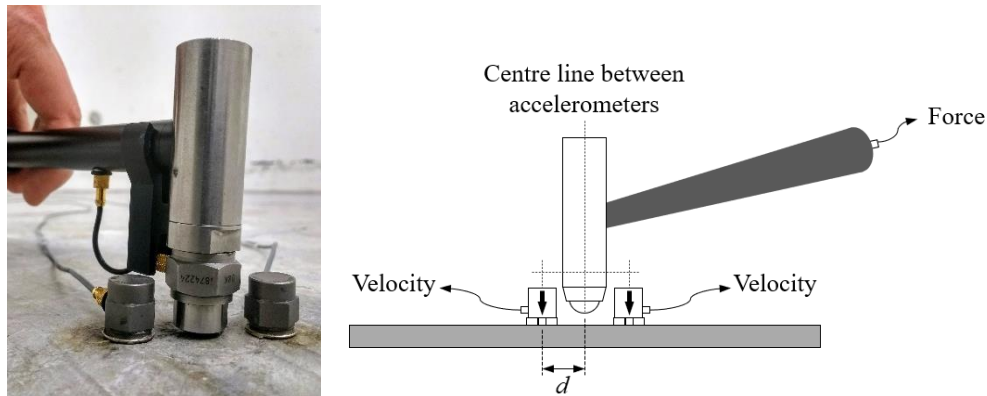 Centre line between
accelerometers
Force
Velocity
Velocity
d